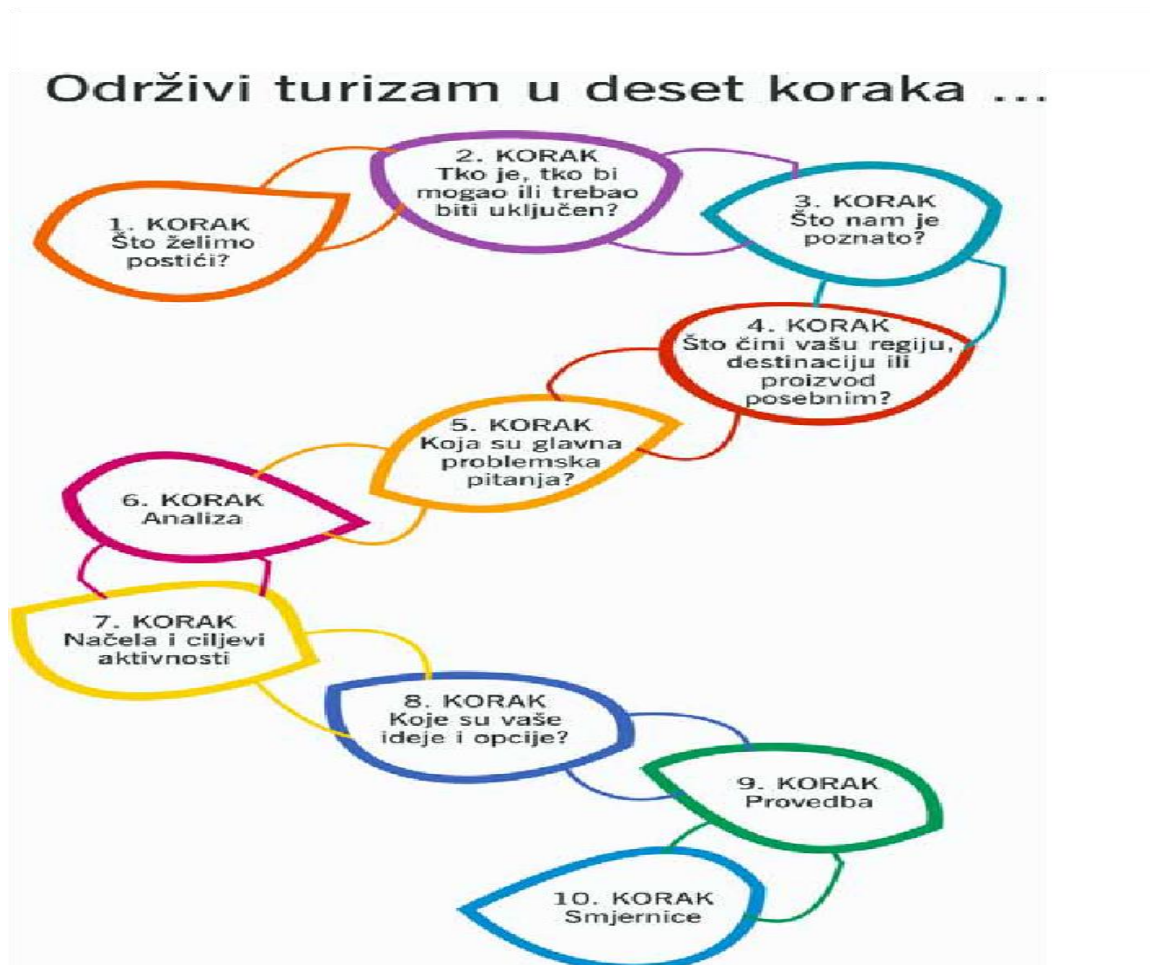 Održivi turizam u deset koraka ...
1. KORAK
Što želimo
postići?
2. KORAK
Tko je, tko bi
mogao ili trebao
biti uključen?
3. KORAK
Što nam je
poznato?
4. KORAK
Što čini vašu regiju,
destinaciju ili
proizvod
posebnim?
5. KORAK
Koja su glavna
problemska
pitanja?
6. KORAK
Analiza
7. KORAK
Načela i ciljevi
aktivnosti
8. KORAK
Koje su vaše
ideje i opcije?
9. KORAK
Provedba
10. KORAK
Smjernice